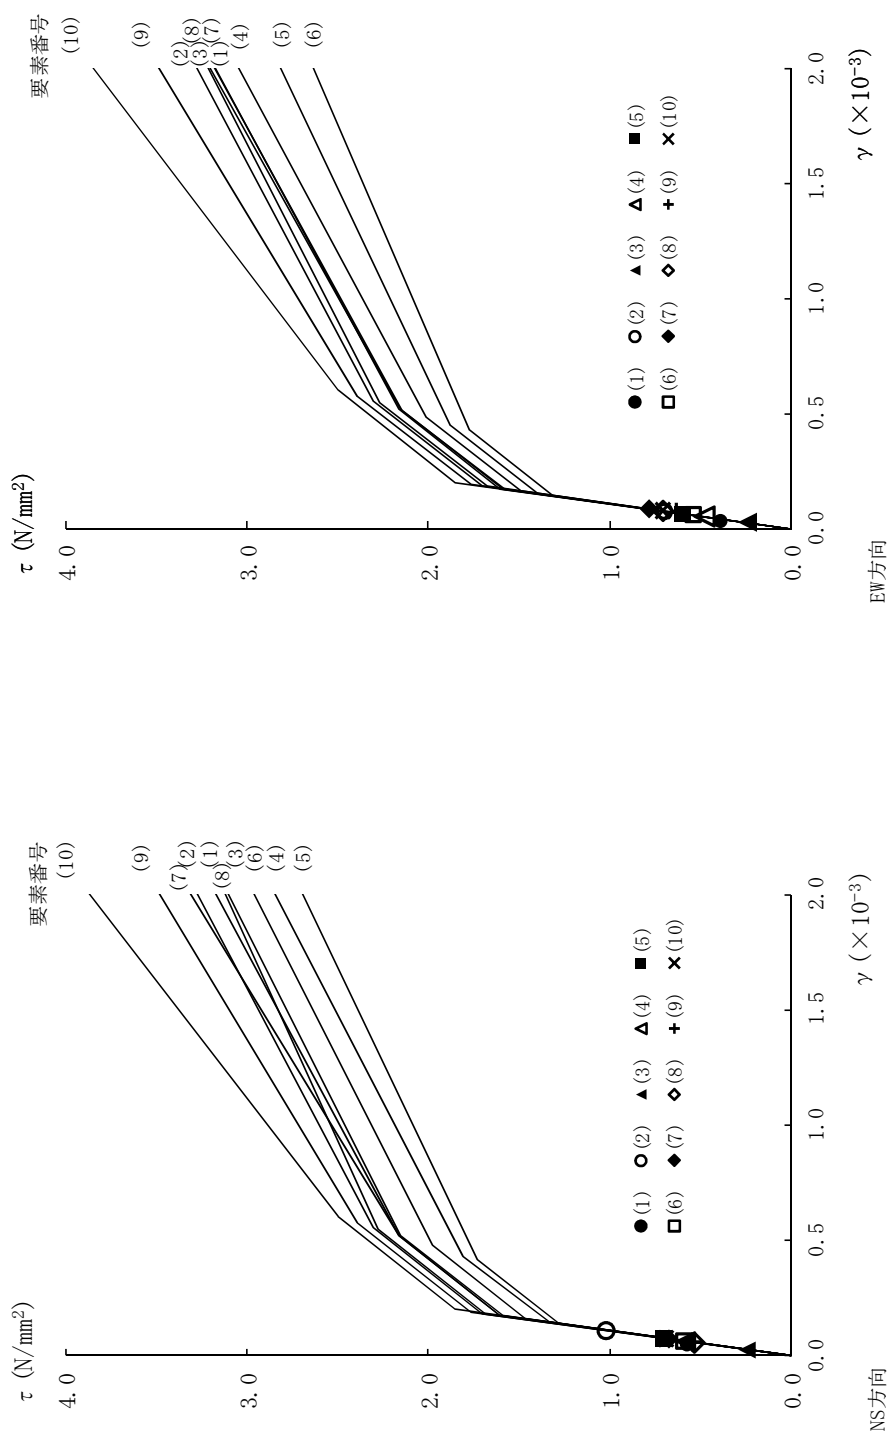 τ (N/mm²)
要素番号
4.0
(10)
(9)
(7)
(2)
(1)
(8)
(3)
(6)
(4)
(5)
3.0
2.0
1.0
0.0
(1) (2) (3) (4) (5)
(6) (7) (8) (9) (10)
0.0 0.5 1.0 1.5 2.0
γ (×10⁻³)
NS方向
τ (N/mm²)
要素番号
4.0
(10)
(9)
(2)
(8)
(3)
(7)
(1)
(4)
(5)
(6)
3.0
2.0
1.0
0.0
(1) (2) (3) (4) (5)
(6) (7) (8) (9) (10)
0.0 0.5 1.0 1.5 2.0
γ (×10⁻³)
EW方向